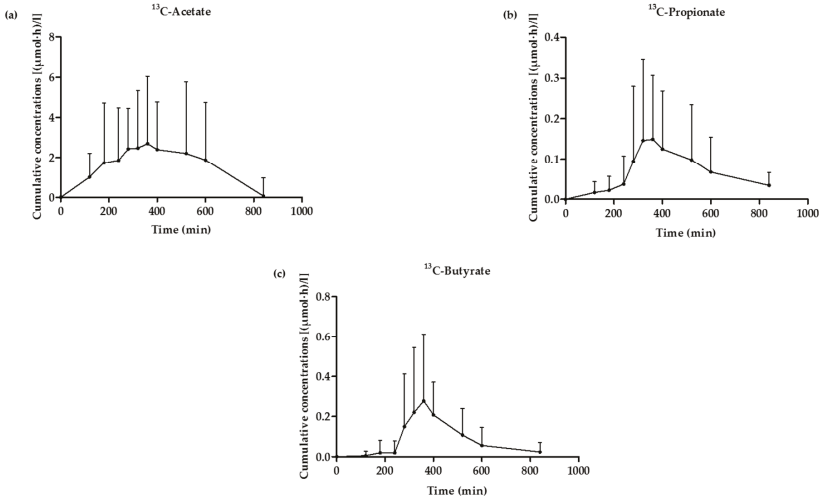 (a)
¹³C-Acetate
Cumulative concentrations [(μmol·h)/l]
8
6
4
2
0
0 200 400 600 800 1000
Time (min)
(b)
¹³C-Propionate
Cumulative concentrations [(μmol·h)/l]
0.4
0.3
0.2
0.1
0.0
0 200 400 600 800 1000
Time (min)
(c)
¹³C-Butyrate
Cumulative concentrations [(μmol·h)/l]
0.8
0.6
0.4
0.2
0.0
0 200 400 600 800 1000
Time (min)